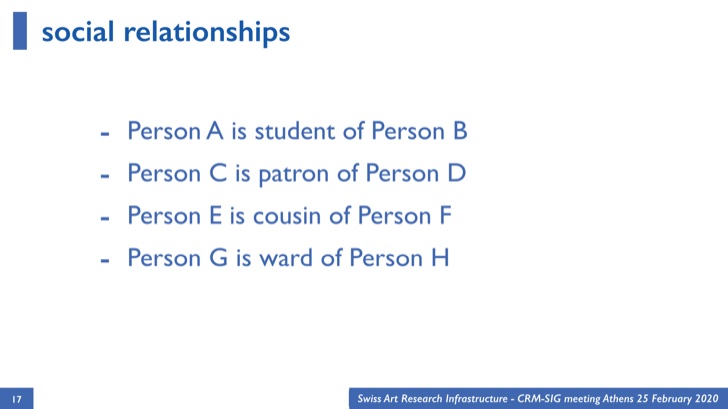 social relationships
- Person A is student of Person B
- Person C is patron of Person D
- Person E is cousin of Person F
- Person G is ward of Person H
17
Swiss Art Research Infrastructure - CRM-SIG meeting Athens 25 February 2020